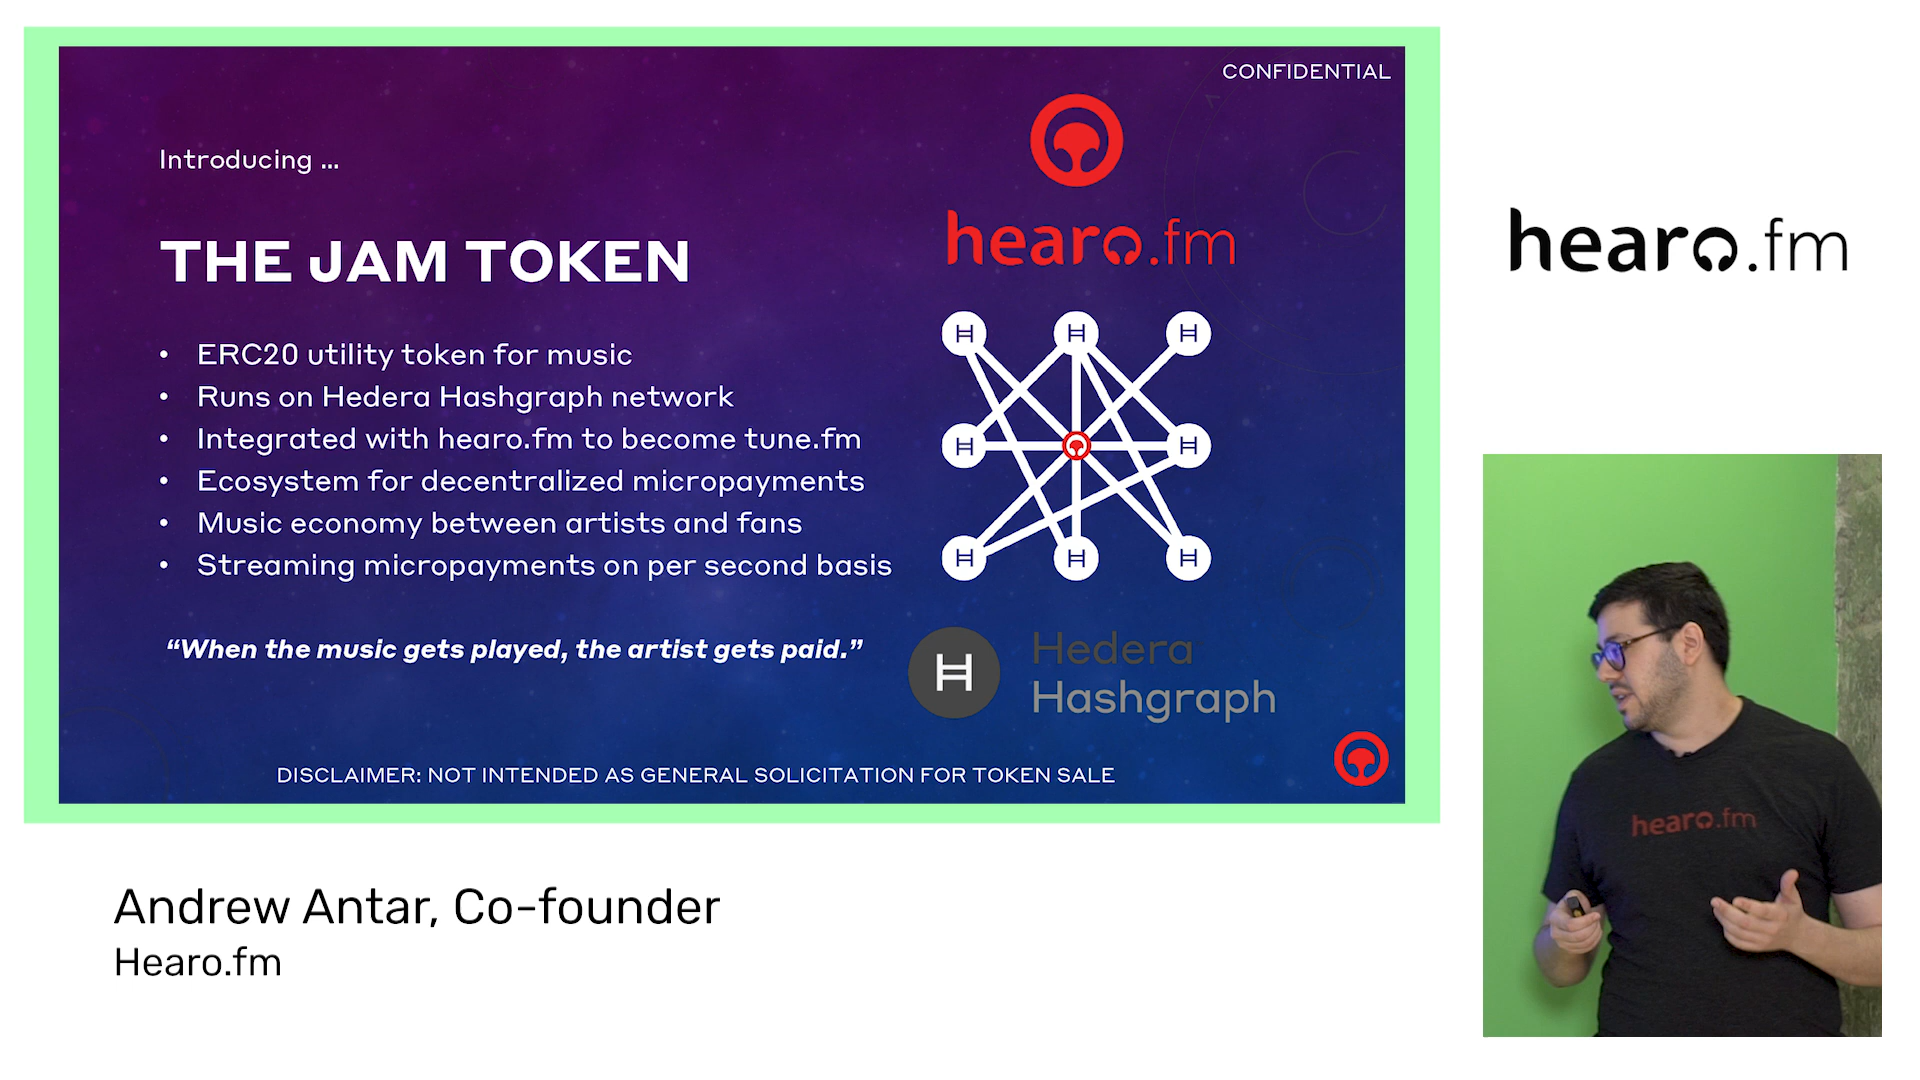 CONFIDENTIAL
Introducing ...
THE JAM TOKEN
• ERC20 utility token for music
• Runs on Hedera Hashgraph network
• Integrated with hearo.fm to become tune.fm
• Ecosystem for decentralized micropayments
• Music economy between artists and fans
• Streaming micropayments on per second basis
“When the music gets played, the artist gets paid.”
hearo.fm
H H H
H H
H H H
H
Hedera
Hashgraph
DISCLAIMER: NOT INTENDED AS GENERAL SOLICITATION FOR TOKEN SALE
hearo.fm
hearo.fm
Andrew Antar, Co-founder
Hearo.fm